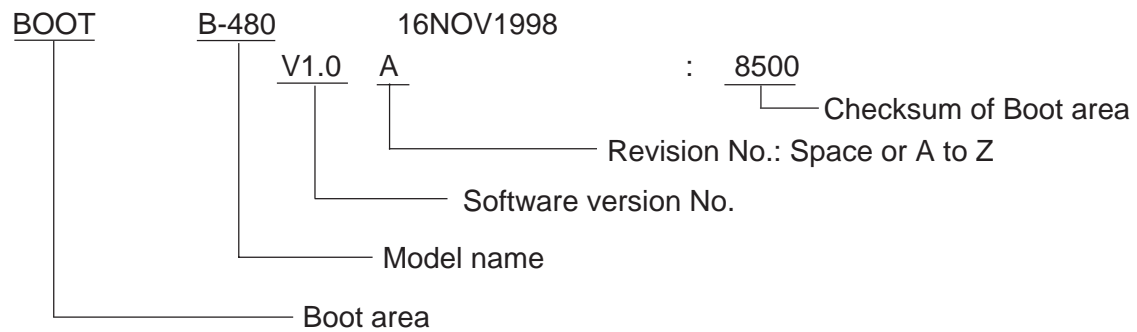 BOOT B-480 16NOV1998
V1.0 A : 8500
Checksum of Boot area
Revision No.: Space or A to Z
Software version No.
Model name
Boot area